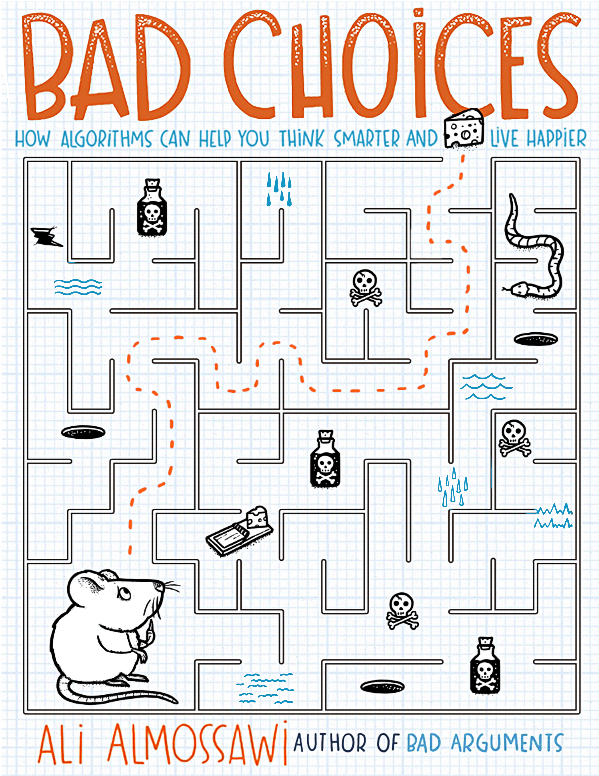 BAD CHOICES
HOW ALGORITHMS CAN HELP YOU THINK SMARTER AND LIVE HAPPIER
ALI ALMOSSAWI AUTHOR OF BAD ARGUMENTS